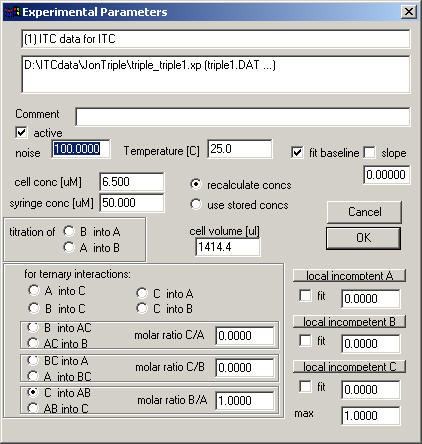 Experimental Parameters
(1) ITC data for ITC
D:\ITCdata\JonTriple\triple_triple1.xp (triple1.DAT ...)
Comment
active
noise 100.0000 Temperature [C] 25.0 fit baseline slope
0.00000
cell conc [uM] 6.500 recalculate concs
syringe conc [uM] 50.000 use stored concs
Cancel
titration of B into A
A into B
cell volume [ul]
1414.4
OK
for ternary interactions:
A into C C into A
B into C C into B
B into AC
AC into B
molar ratio C/A 0.0000
BC into A
A into BC
molar ratio C/B 0.0000
C into AB
AB into C
molar ratio B/A 1.0000
local incomptent A
fit 0.0000
local incompetent B
fit 0.0000
local incompetent C
fit 0.0000
max 1.0000